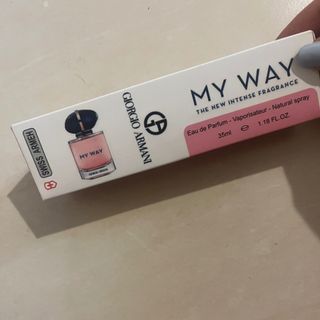 MY WAY
THE NEW INTENSE FRAGRANCE
Eau de Parfum - Vaporisateur - Natural spray
35ml e 1.18 FL.OZ.
GIORGIO ARMANI
MY WAY
SWISS ARMEH